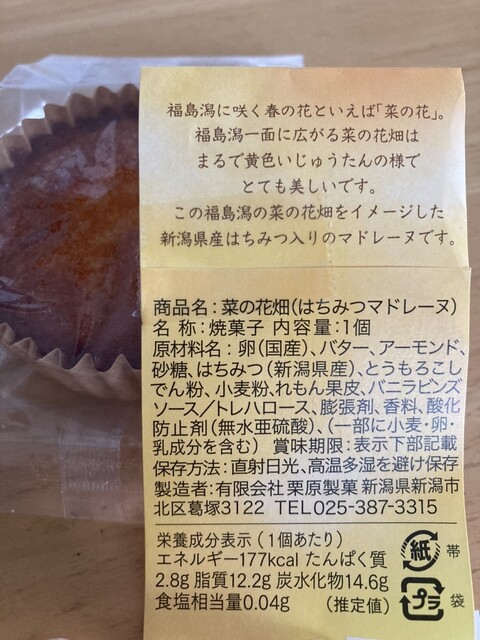 福島潟に咲く春の花といえば「菜の花」。
福島潟一面に広がる菜の花畑は
まるで黄色いじゅうたんの様で
とても美しいです。
この福島潟の菜の花畑をイメージした
新潟県産はちみつ入りのマドレーヌです。
商品名:菜の花畑(はちみつマドレーヌ)
名 称:焼菓子 内容量:1個
原材料名:卵(国産)、バター、アーモンド、
砂糖、はちみつ(新潟県産)、とうもろこし
でん粉、小麦粉、れもん果皮、バニラビンズ
ソース/トレハロース、膨張剤、香料、酸化
防止剤(無水亜硫酸)、(一部に小麦・卵・
乳成分を含む) 賞味期限:表示下部記載
保存方法:直射日光、高温多湿を避け保存
製造者:有限会社 栗原製菓 新潟県新潟市
北区葛塚3122 TEL025-387-3315
栄養成分表示(1個あたり)
エネルギー177kcal たんぱく質
2.8g 脂質12.2g 炭水化物14.6g
食塩相当量0.04g (推定値)
紙 帯
プラ 袋